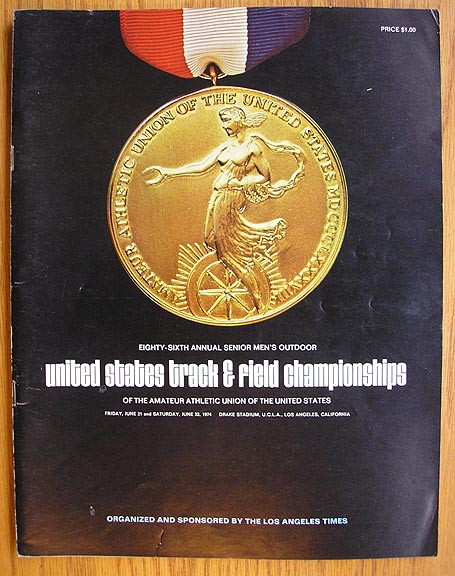 PRICE $1.00
AMATEUR ATHLETIC UNION OF THE UNITED STATES MDCCCLXXXVIII
EIGHTY-SIXTH ANNUAL SENIOR MEN'S OUTDOOR
united states track & field championships
OF THE AMATEUR ATHLETIC UNION OF THE UNITED STATES
FRIDAY, JUNE 21 and SATURDAY, JUNE 22, 1974 DRAKE STADIUM, U.C.L.A., LOS ANGELES, CALIFORNIA
ORGANIZED AND SPONSORED BY THE LOS ANGELES TIMES